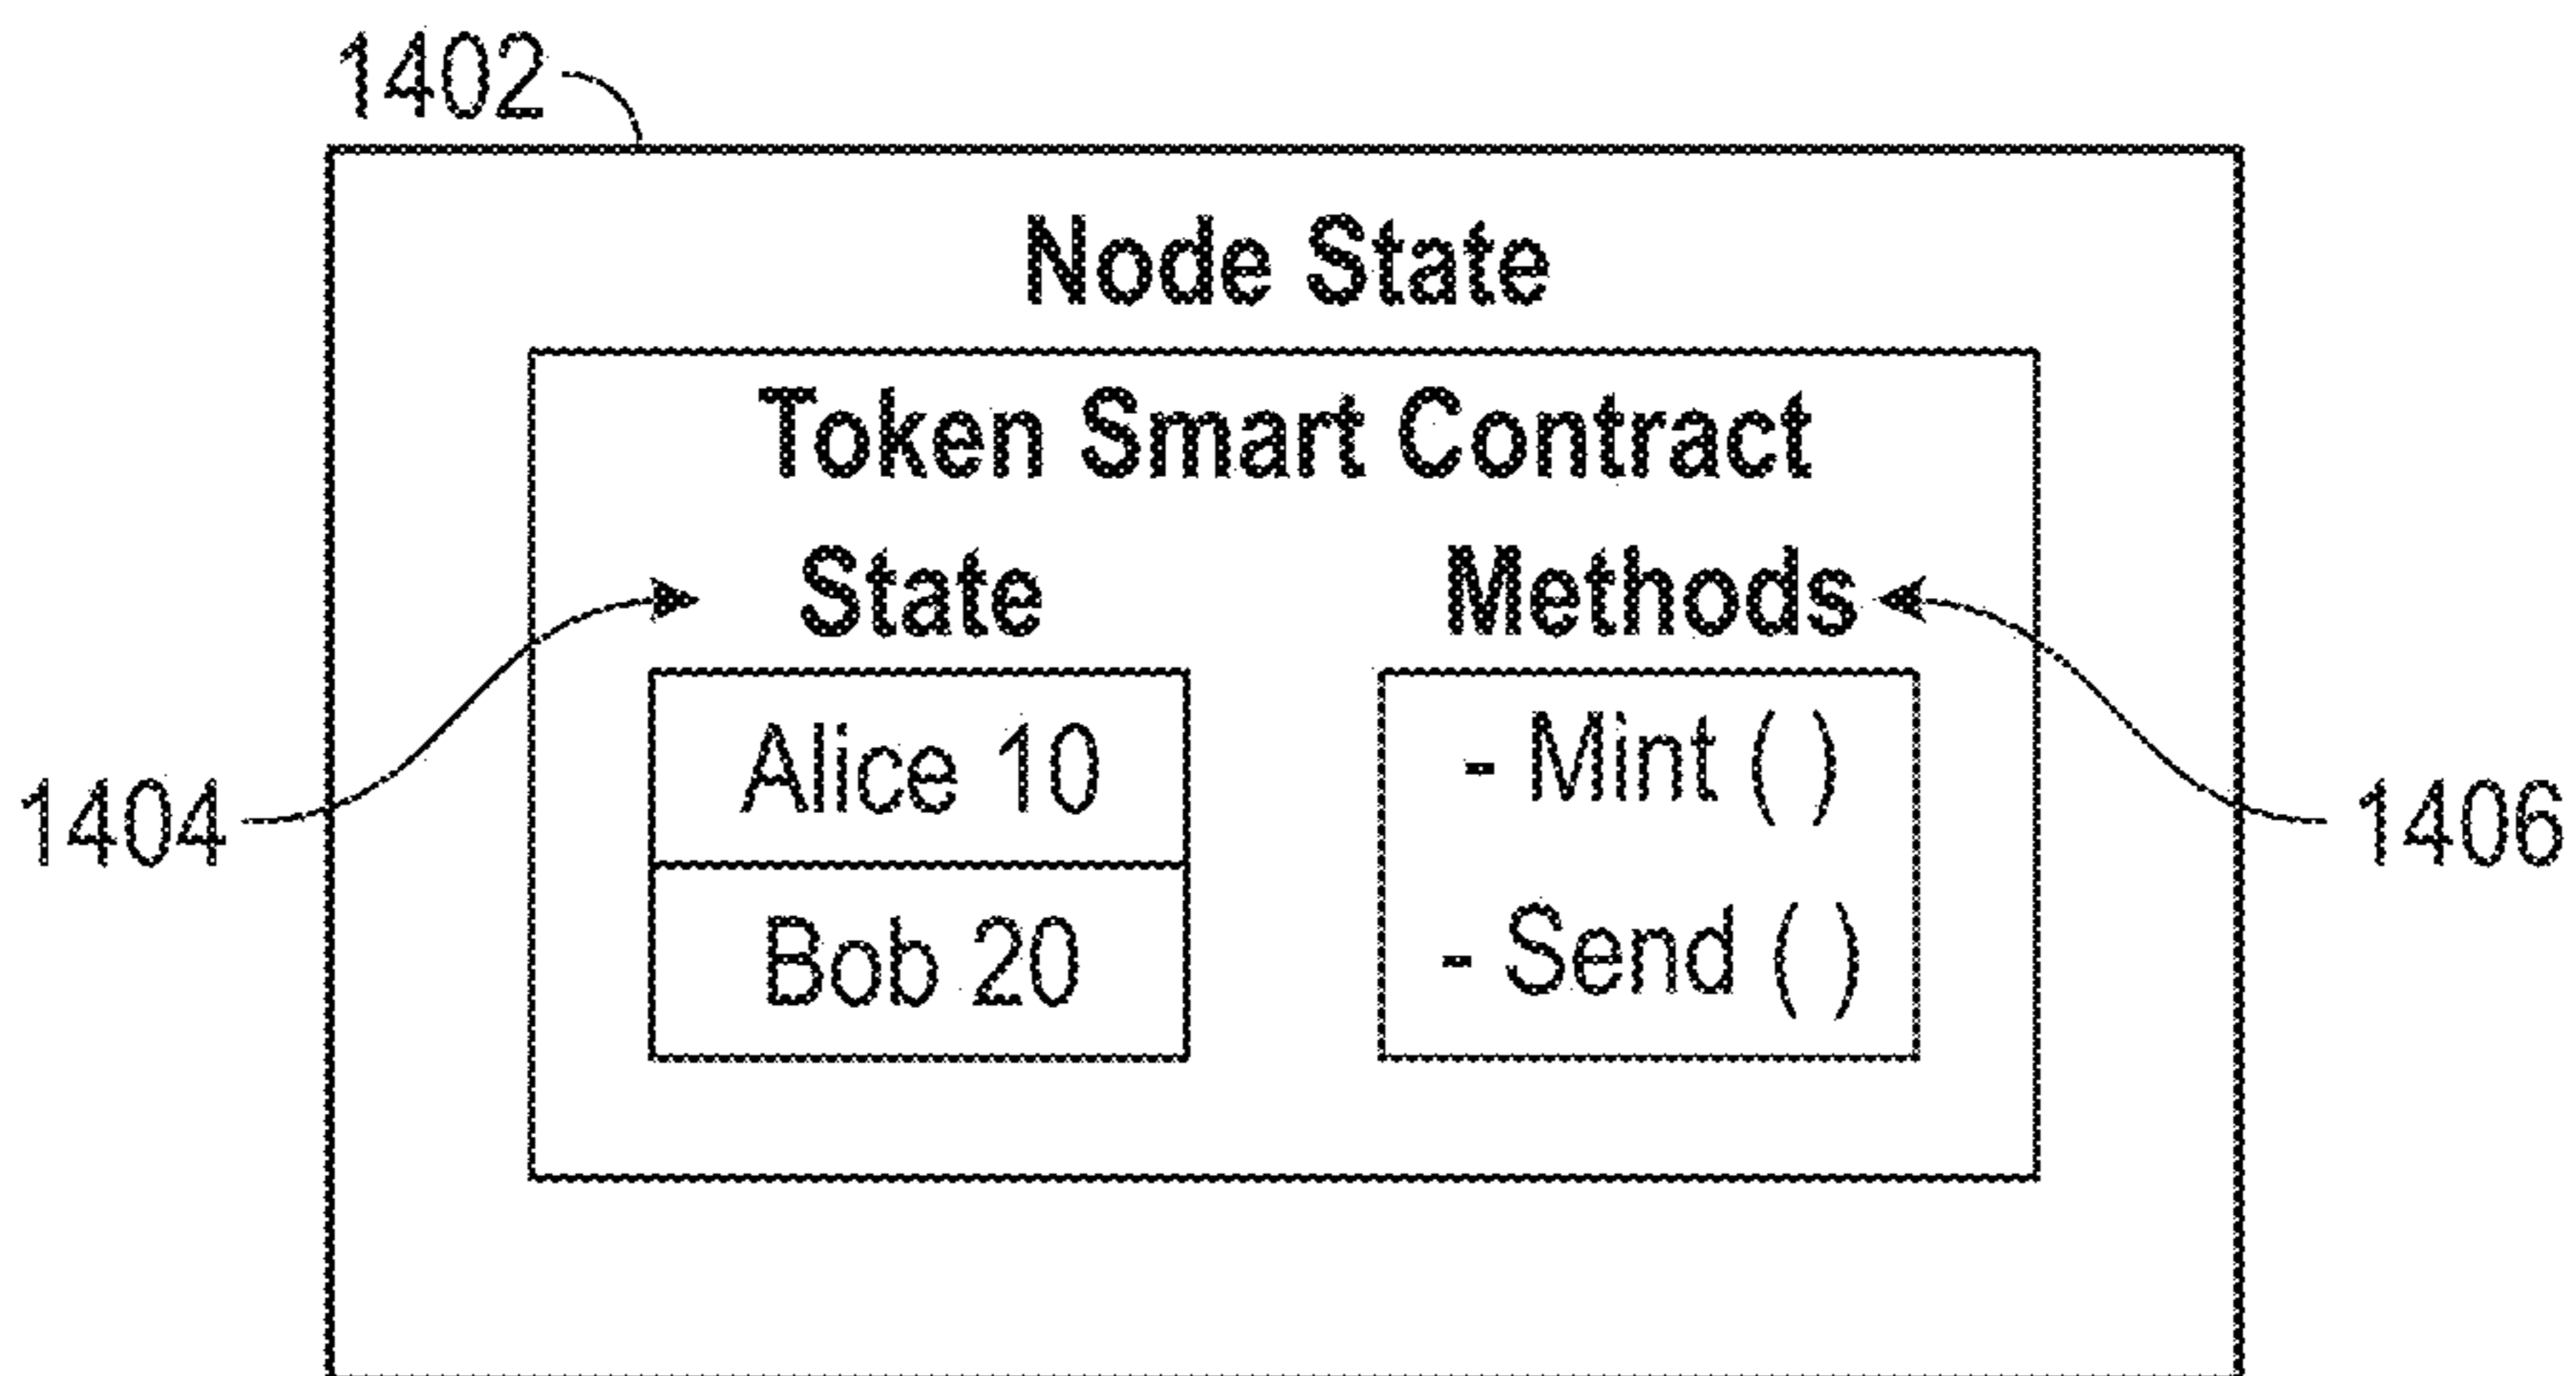 1402
Node State
Token Smart Contract
State Methods
Alice 10 - Mint ( )
1404 1406
Bob 20 - Send ( )